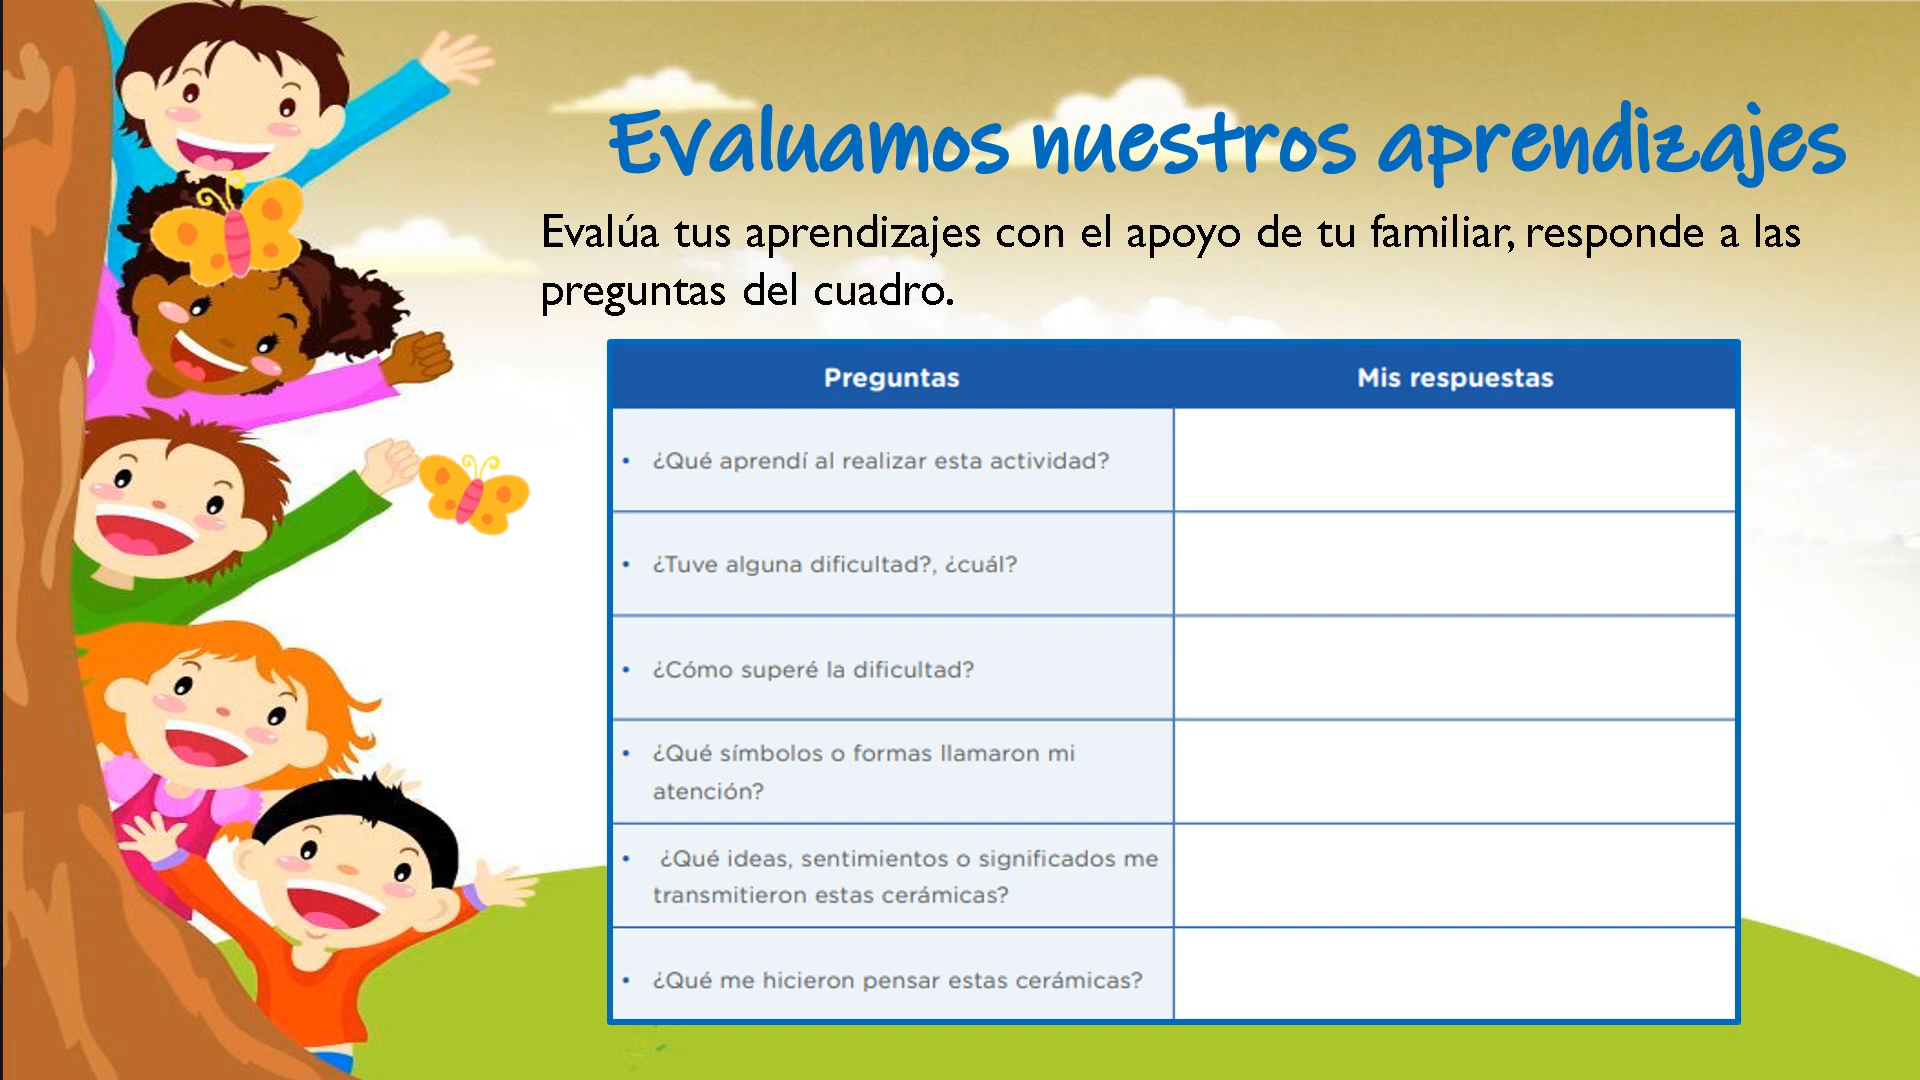 Evaluamos nuestros aprendizajes
Evalúa tus aprendizajes con el apoyo de tu familiar, responde a las
preguntas del cuadro.
Preguntas
Mis respuestas
• ¿Qué aprendí al realizar esta actividad?
• ¿Tuve alguna dificultad?, ¿cuál?
• ¿Cómo superé la dificultad?
• ¿Qué símbolos o formas llamaron mi
atención?
• ¿Qué ideas, sentimientos o significados me
transmitieron estas cerámicas?
• ¿Qué me hicieron pensar estas cerámicas?